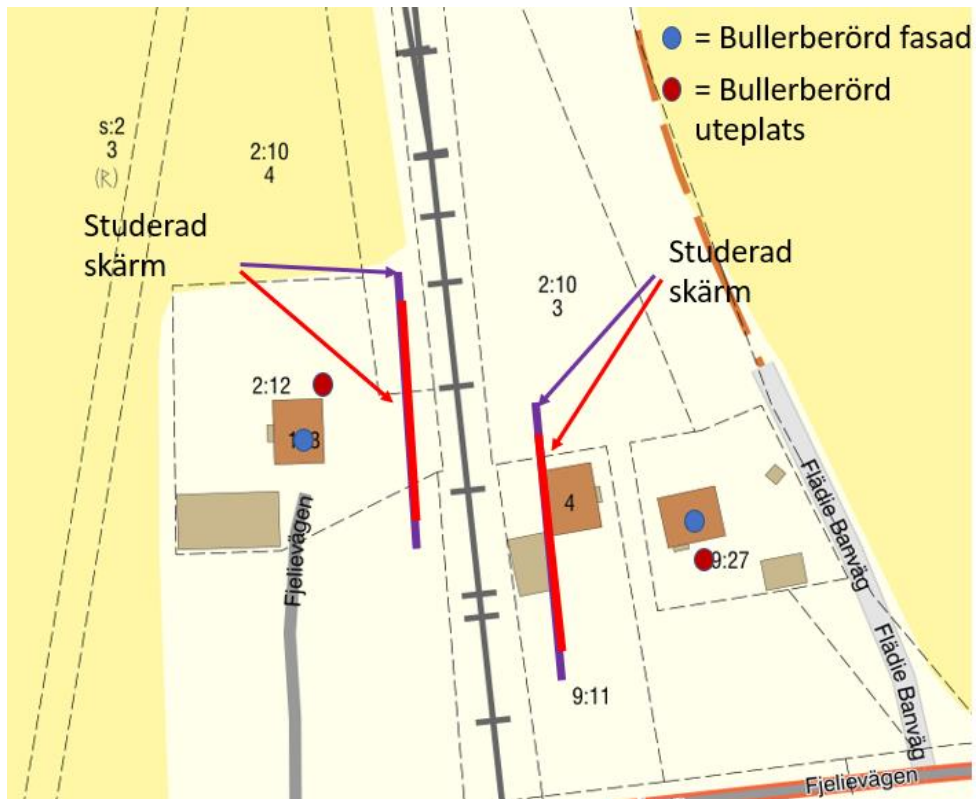 = Bullerberörd fasad
= Bullerberörd
uteplats
s:2
3
(R)
2:10
4
Studerad
skärm
Studerad
skärm
2:10
3
2:12
4
9:27
Flädie Banväg
Fjelievägen
Flädie Banväg
9:11
Fjelievägen